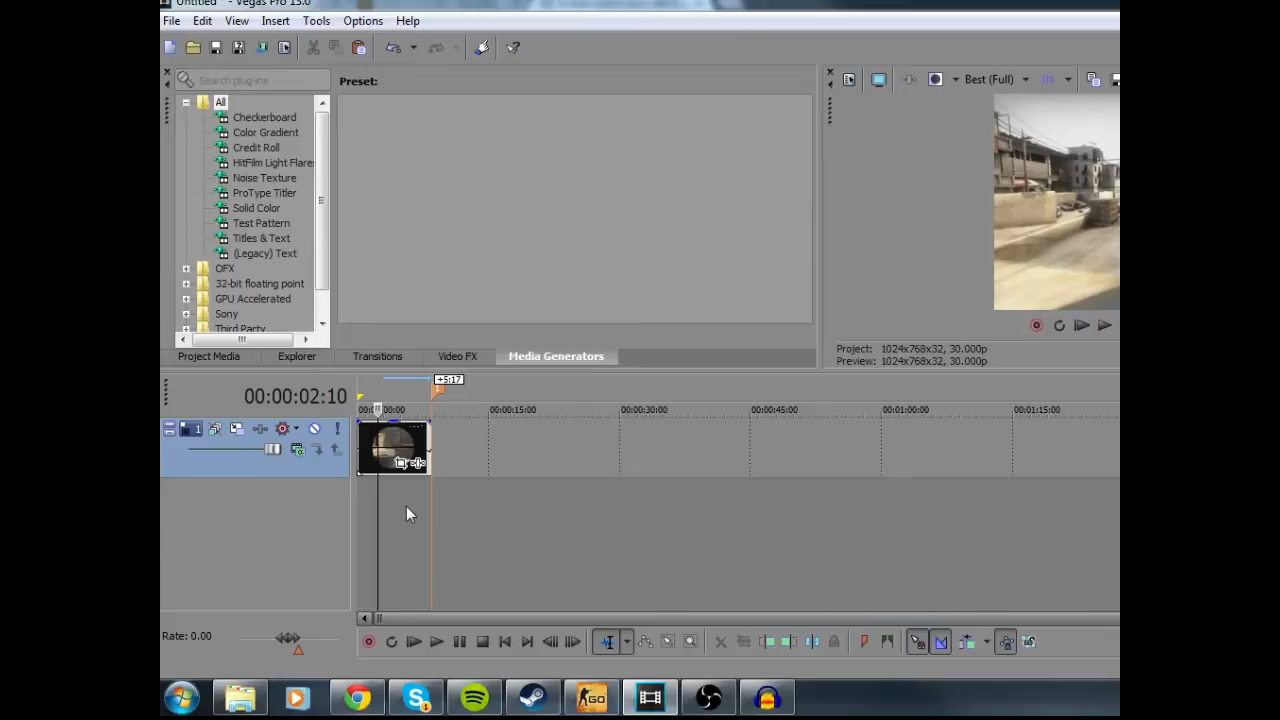 Untitled * - Vegas Pro 13.0
File Edit View Insert Tools Options Help
Search plug-ins
Preset:
Best (Full)
All
Checkerboard
Color Gradient
Credit Roll
HitFilm Light Flare
Noise Texture
ProType Titler
Solid Color
Test Pattern
Titles & Text
(Legacy) Text
OFX
32-bit floating point
GPU Accelerated
Sony
Third Party
Project: 1024x768x32, 30.000p
Preview: 1024x768x32, 30.000p
Project Media Explorer Transitions Video FX Media Generators
+5:17
00:00:02:10
00:00:15:00 00:00:30:00 00:00:45:00 00:01:00:00 00:01:15:00
1
Rate: 0.00
GO